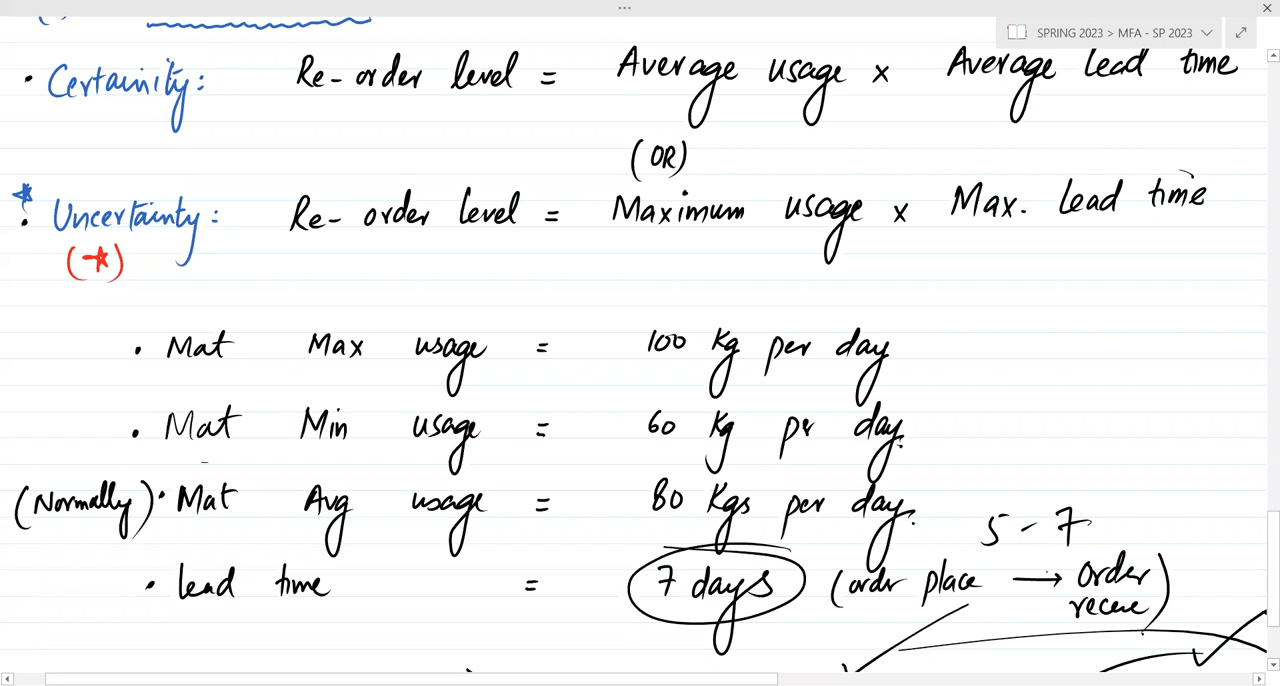 SPRING 2023 > MFA - SP 2023
• Certainity: Re-order level = Average usage x Average lead time
(OR)
• Uncertainty: Re-order level = Maximum usage x Max. Lead time
• Mat Max usage = 100 Kg per day
• Mat Min usage = 60 Kg per day.
(Normally) • Mat Avg usage = 80 Kgs per day.
5 - 7
• lead time = 7 days (order place → order
recere)